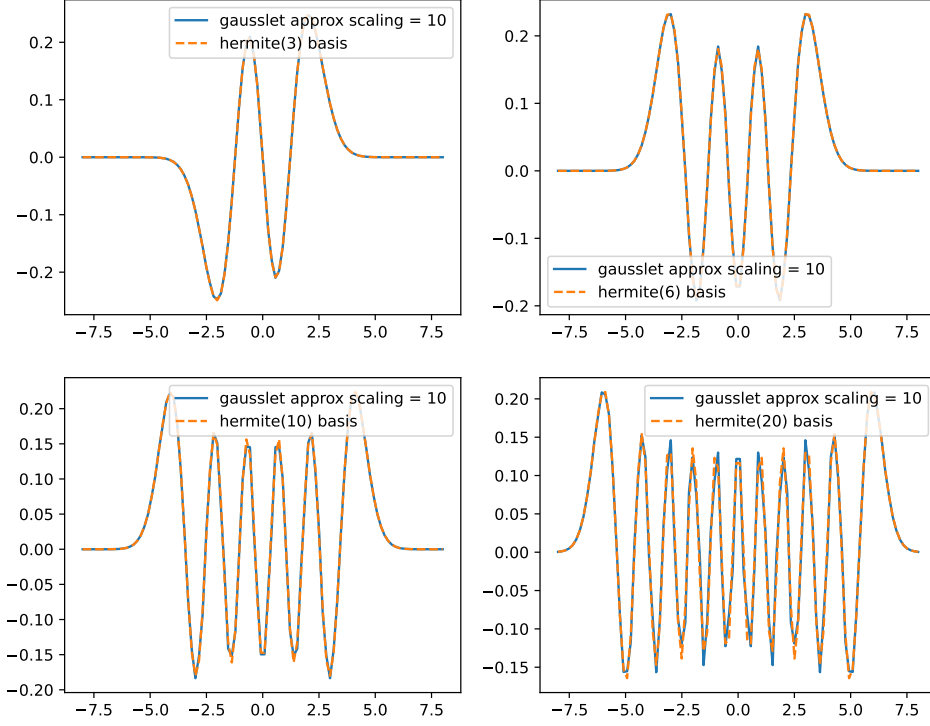 gausslet approx scaling = 10
hermite(3) basis
0.2
0.1
0.0
−0.1
−0.2
−7.5 −5.0 −2.5 0.0 2.5 5.0 7.5
gausslet approx scaling = 10
hermite(6) basis
0.2
0.1
0.0
−0.1
−0.2
−7.5 −5.0 −2.5 0.0 2.5 5.0 7.5
gausslet approx scaling = 10
hermite(10) basis
0.20
0.15
0.10
0.05
0.00
−0.05
−0.10
−0.15
−0.20
−7.5 −5.0 −2.5 0.0 2.5 5.0 7.5
gausslet approx scaling = 10
hermite(20) basis
0.20
0.15
0.10
0.05
0.00
−0.05
−0.10
−0.15
−7.5 −5.0 −2.5 0.0 2.5 5.0 7.5